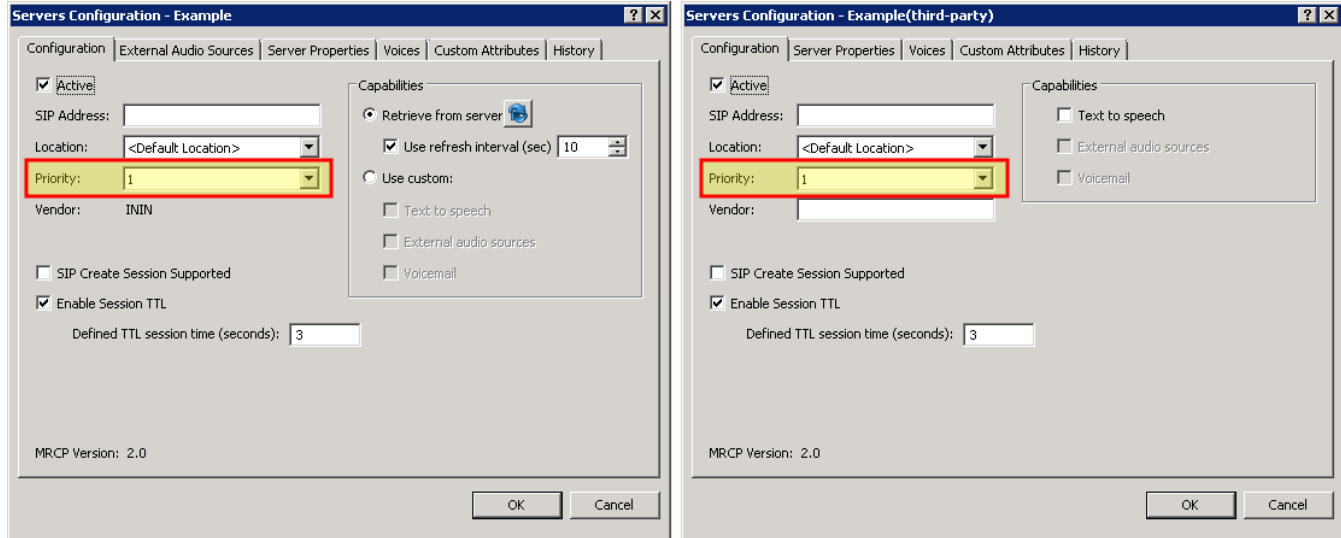 Servers Configuration - Example
Configuration External Audio Sources Server Properties Voices Custom Attributes History
Active
SIP Address:
Location: <Default Location>
Priority: 1
Vendor: ININ
SIP Create Session Supported
Enable Session TTL
Defined TTL session time (seconds): 3
MRCP Version: 2.0
Capabilities
Retrieve from server
Use refresh interval (sec) 10
Use custom:
Text to speech
External audio sources
Voicemail
OK Cancel
Servers Configuration - Example(third-party)
Configuration Server Properties Voices Custom Attributes History
Active
SIP Address:
Location: <Default Location>
Priority: 1
Vendor:
SIP Create Session Supported
Enable Session TTL
Defined TTL session time (seconds): 3
MRCP Version: 2.0
Capabilities
Text to speech
External audio sources
Voicemail
OK Cancel